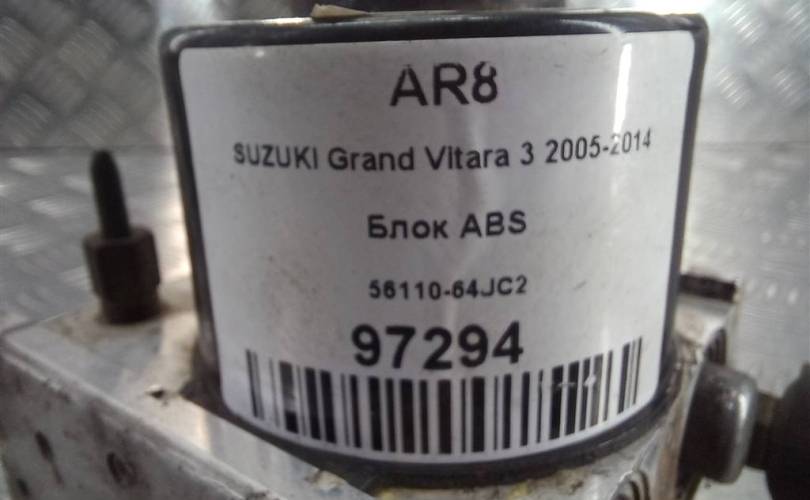 AR8
SUZUKI Grand Vitara 3 2005-2014
Блок ABS
56110-64JC2
97294